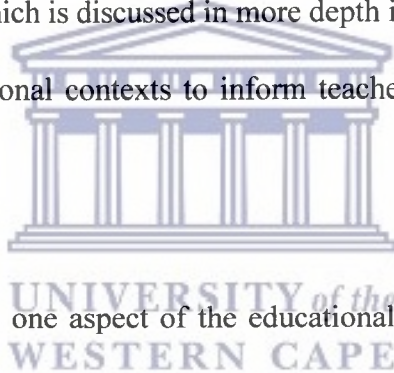 hich is discussed in more depth i
onal contexts to inform teache
UNIVERSITY of the
one aspect of the educational
WESTERN CAPE